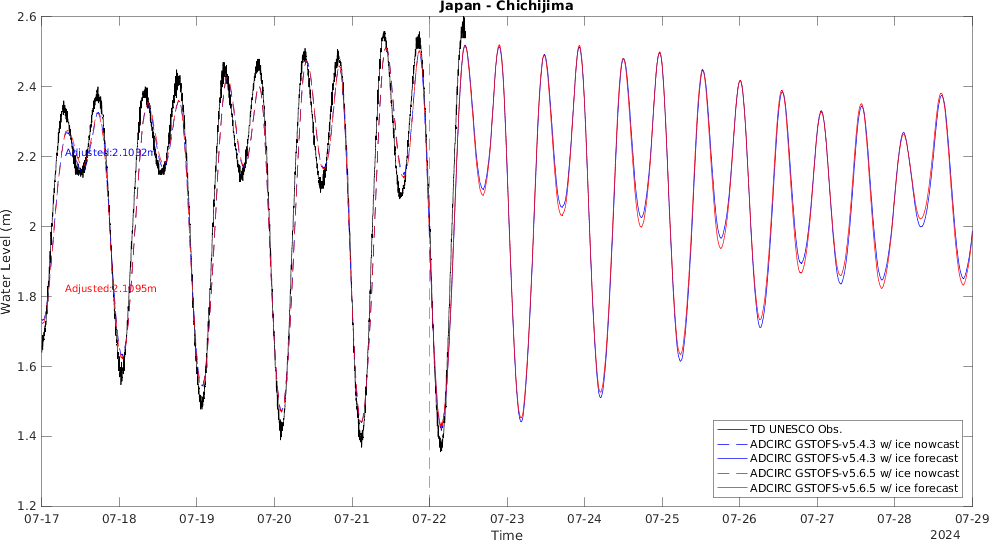 Japan - Chichijima
2.6
2.4
2.2
2
1.8
1.6
1.4
1.2
Water Level (m)
Adjusted:2.1032m
Adjusted:2.1095m
TD UNESCO Obs.
ADCIRC GSTOFS-v5.4.3 w/ ice nowcast
ADCIRC GSTOFS-v5.4.3 w/ ice forecast
ADCIRC GSTOFS-v5.6.5 w/ ice nowcast
ADCIRC GSTOFS-v5.6.5 w/ ice forecast
07-17 07-18 07-19 07-20 07-21 07-22 07-23 07-24 07-25 07-26 07-27 07-28 07-29
Time
2024